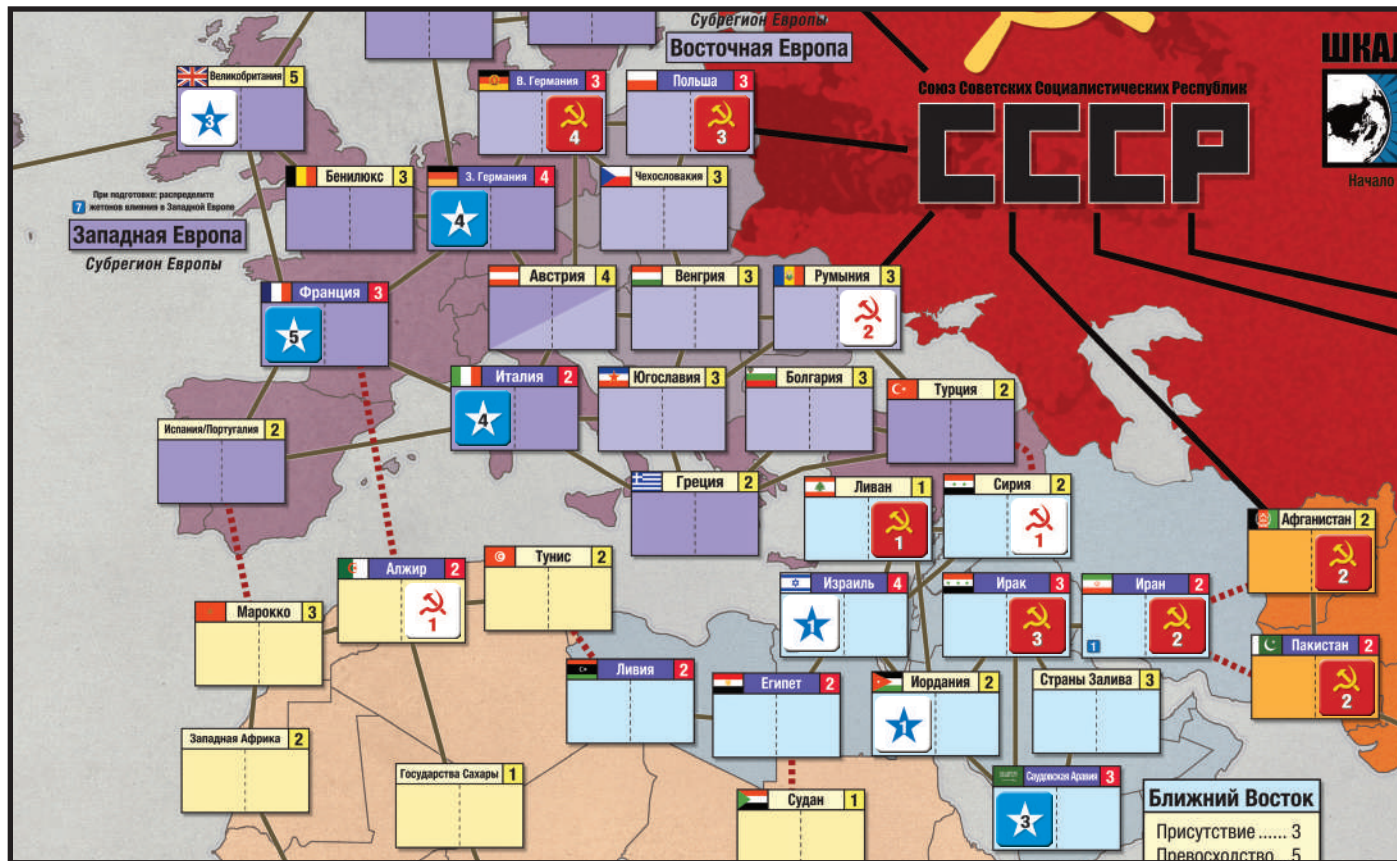 Субрегион Европы
Восточная Европа
ШКАЛ
Великобритания 5
3
В. Германия 3
4
Польша 3
3
Союз Советских Социалистических Республик
СССР
Начало
При подготовке: распределите
7 жетонов влияния в Западной Европе
Западная Европа
Субрегион Европы
Бенилюкс 3
З. Германия 4
4
Чехословакия 3
Франция 3
5
Австрия 4
Венгрия 3
Румыния 3
2
Италия 2
4
Югославия 3
Болгария 3
Турция 2
Испания/Португалия 2
Греция 2
Ливан 1
1
Сирия 2
1
Афганистан 2
2
Алжир 2
1
Тунис 2
Израиль 4
1
Ирак 3
3
Иран 2
1
2
Марокко 3
Ливия 2
Египет 2
Иордания 2
1
Страны Залива 3
Пакистан 2
2
Западная Африка 2
Государства Сахары 1
Судан 1
Саудовская Аравия 3
3
Ближний Восток
Присутствие ...... 3
Превосходство 5